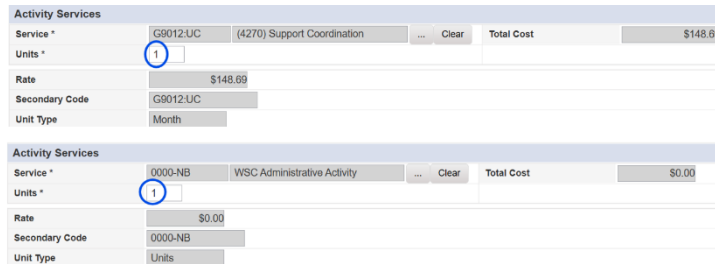 Activity Services
Service * G9012:UC (4270) Support Coordination ... Clear Total Cost $148.6
Units * 1
Rate $148.69
Secondary Code G9012:UC
Unit Type Month
Activity Services
Service * 0000-NB WSC Administrative Activity ... Clear Total Cost $0.00
Units * 1
Rate $0.00
Secondary Code 0000-NB
Unit Type Units